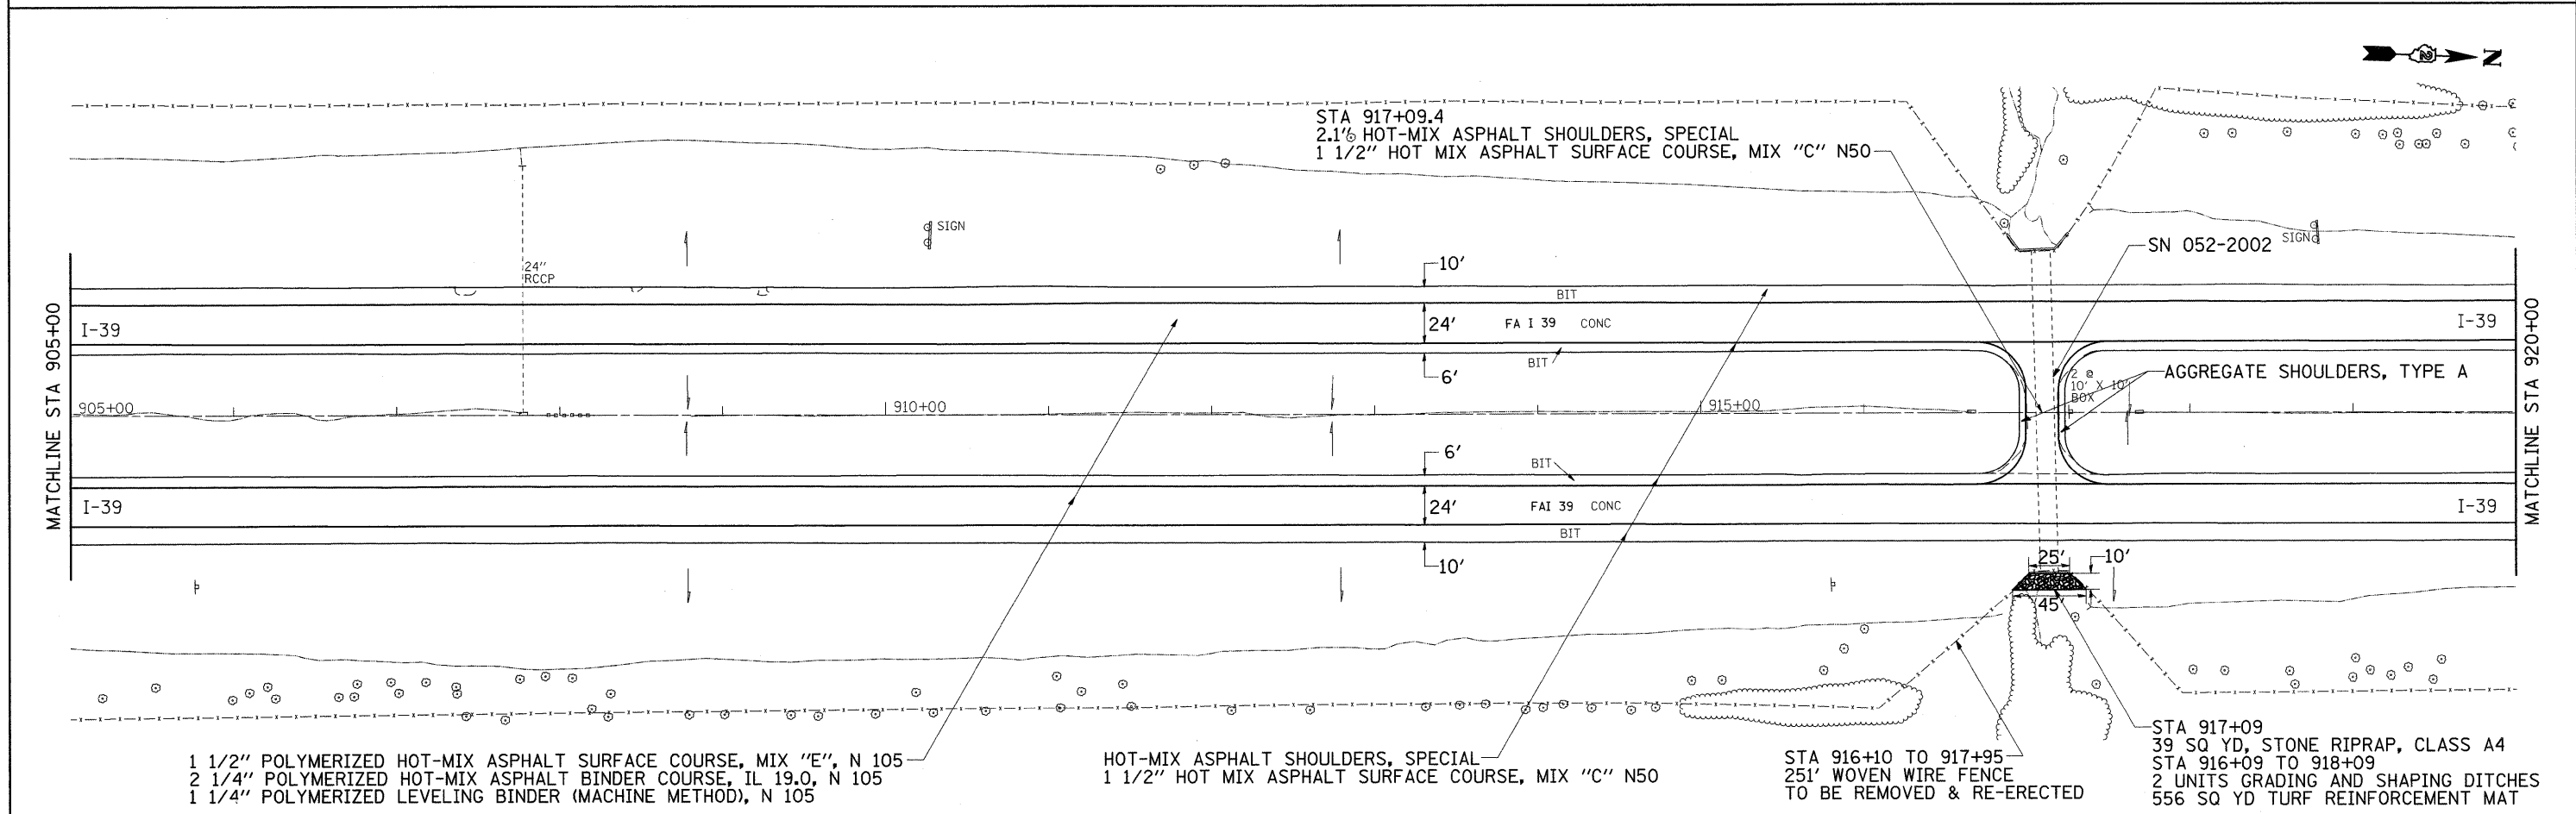 N
STA 917+09.4
2.1% HOT-MIX ASPHALT SHOULDERS, SPECIAL
1 1/2" HOT MIX ASPHALT SURFACE COURSE, MIX "C" N50
SIGN
SN 052-2002
SIGN
24"
RCCP
10'
BIT
MATCHLINE STA 905+00
I-39
24'
FA I 39 CONC
I-39
MATCHLINE STA 920+00
BIT
6'
2 @
10' X 10'
BOX
AGGREGATE SHOULDERS, TYPE A
905+00
910+00
915+00
6'
BIT
I-39
24'
FAI 39 CONC
I-39
BIT
10'
25'
10'
45'
1 1/2" POLYMERIZED HOT-MIX ASPHALT SURFACE COURSE, MIX "E", N 105
2 1/4" POLYMERIZED HOT-MIX ASPHALT BINDER COURSE, IL 19.0, N 105
1 1/4" POLYMERIZED LEVELING BINDER (MACHINE METHOD), N 105
HOT-MIX ASPHALT SHOULDERS, SPECIAL
1 1/2" HOT MIX ASPHALT SURFACE COURSE, MIX "C" N50
STA 916+10 TO 917+95
251' WOVEN WIRE FENCE
TO BE REMOVED & RE-ERECTED
STA 917+09
39 SQ YD, STONE RIPRAP, CLASS A4
STA 916+09 TO 918+09
2 UNITS GRADING AND SHAPING DITCHES
556 SQ YD TURF REINFORCEMENT MAT